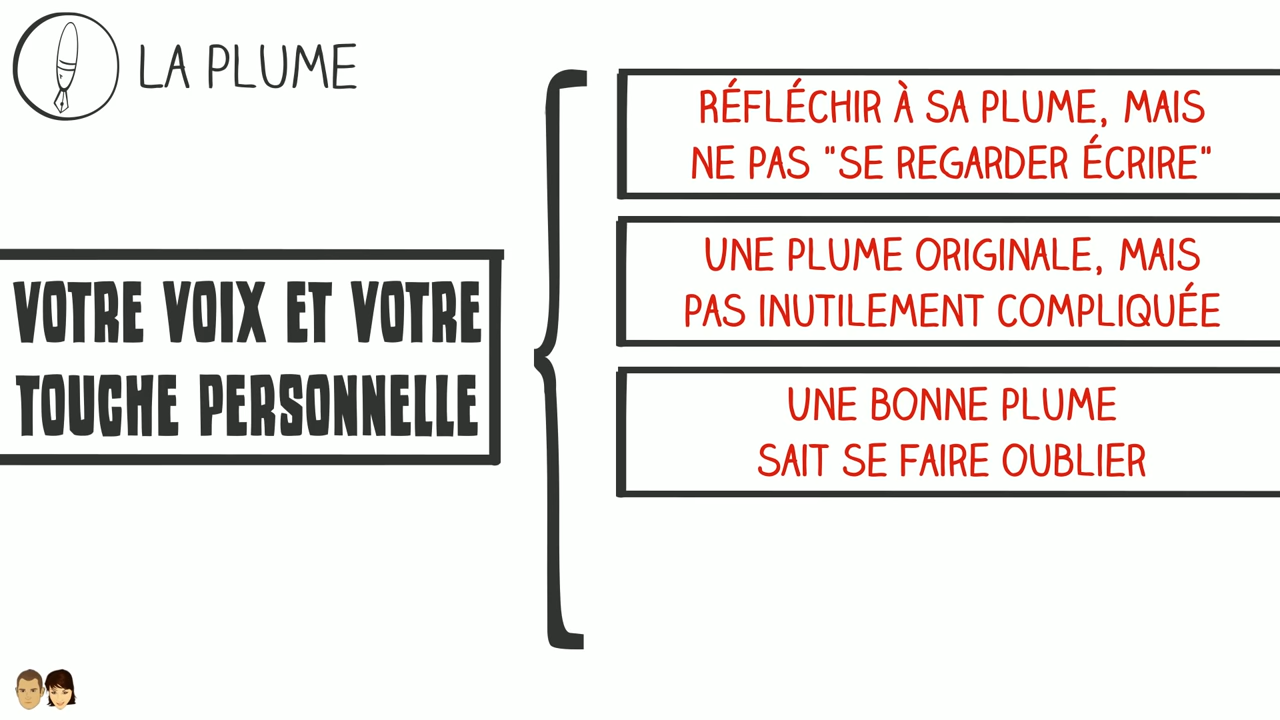 LA PLUME
VOTRE VOIX ET VOTRE
TOUCHE PERSONNELLE
RÉFLÉCHIR À SA PLUME, MAIS
NE PAS "SE REGARDER ÉCRIRE"
UNE PLUME ORIGINALE, MAIS
PAS INUTILEMENT COMPLIQUÉE
UNE BONNE PLUME
SAIT SE FAIRE OUBLIER